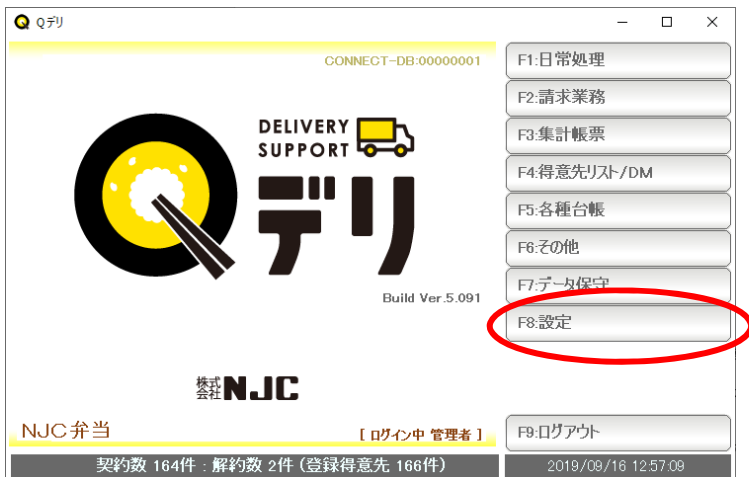 Qデリ
CONNECT-DB:00000001
DELIVERY
SUPPORT
Qデリ
Build Ver.5.091
株式会社NJC
NJC弁当
[ ログイン中 管理者 ]
契約数 164件 : 解約数 2件 (登録得意先 166件)
F1:日常処理
F2:請求業務
F3:集計帳票
F4:得意先リスト/DM
F5:各種台帳
F6:その他
F7:データ保守
F8:設定
F9:ログアウト
2019/09/16 12:57:09